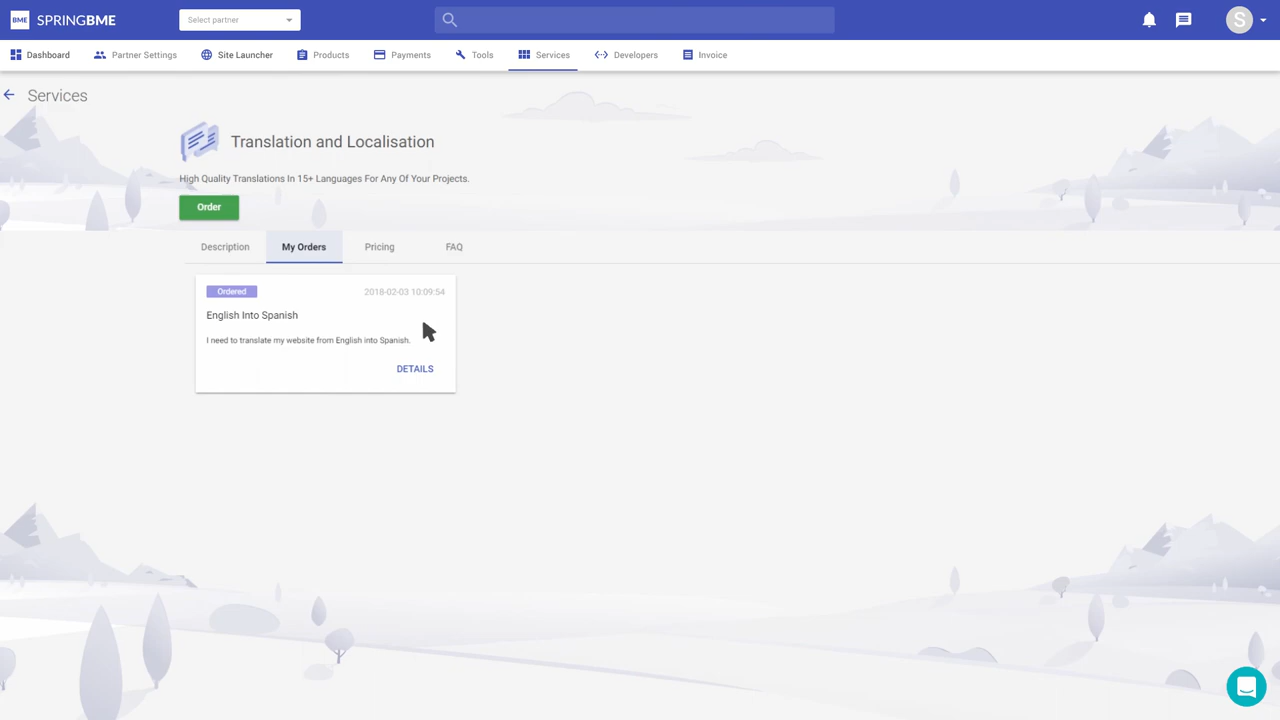 BME SPRINGBME Select partner S
Dashboard Partner Settings Site Launcher Products Payments Tools Services Developers Invoice
Services
Translation and Localisation
High Quality Translations In 15+ Languages For Any Of Your Projects.
Order
Description My Orders Pricing FAQ
Ordered 2018-02-03 10:09:54
English Into Spanish
I need to translate my website from English into Spanish.
DETAILS